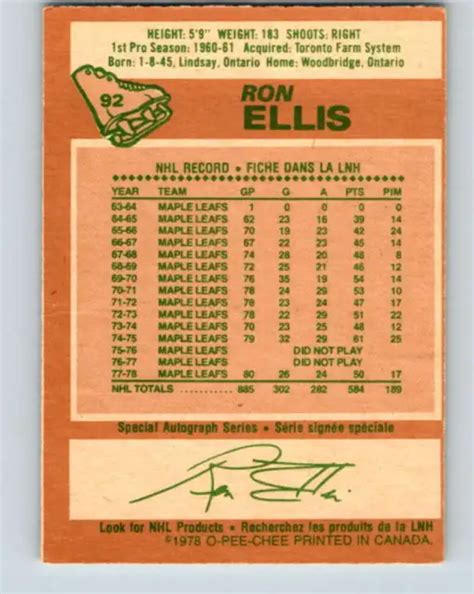 HEIGHT: 5'9" WEIGHT: 183 SHOOTS: RIGHT
1st Pro Season: 1960-61 Acquired: Toronto Farm System
Born: 1-8-45, Lindsay, Ontario Home: Woodbridge, Ontario
92
RON
ELLIS
NHL RECORD • FICHE DANS LA LNH
YEAR TEAM GP G A PTS PIM
63-64 MAPLE LEAFS 1 0 0 0 0
64-65 MAPLE LEAFS 62 23 16 39 14
65-66 MAPLE LEAFS 70 19 23 42 24
66-67 MAPLE LEAFS 67 22 23 45 14
67-68 MAPLE LEAFS 74 28 20 48 8
68-69 MAPLE LEAFS 72 25 21 46 12
69-70 MAPLE LEAFS 76 35 19 54 14
70-71 MAPLE LEAFS 78 24 29 53 10
71-72 MAPLE LEAFS 78 23 24 47 17
72-73 MAPLE LEAFS 78 22 29 51 22
73-74 MAPLE LEAFS 70 23 25 48 12
74-75 MAPLE LEAFS 79 32 29 61 25
75-76 MAPLE LEAFS DID NOT PLAY
76-77 MAPLE LEAFS DID NOT PLAY
77-78 MAPLE LEAFS 80 26 24 50 17
NHL TOTALS 885 302 282 584 189
Special Autograph Series • Série signée spéciale
Ron Ellis
Look for NHL Products • Recherchez les produits de la LNH
©1978 O-PEE-CHEE PRINTED IN CANADA.